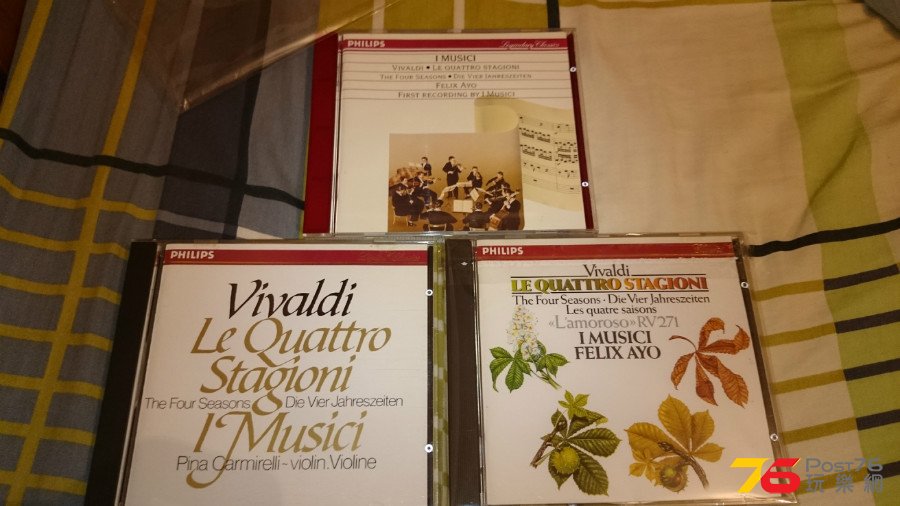 PHILIPS
Legendary Classics
I MUSICI
VIVALDI • LE QUATTRO STAGIONI
THE FOUR SEASONS • DIE VIER JAHRESZEITEN
FELIX AYO
FIRST RECORDING BY I MUSICI
PHILIPS
Vivaldi
Le Quattro
Stagioni
The Four Seasons Die Vier Jahreszeiten
I Musici
Pina Carmirelli - violin.Violine
PHILIPS
Vivaldi
LE QUATTRO STAGIONI
The Four Seasons · Die Vier Jahreszeiten
Les quatre saisons
«L'amoroso» RV 271
I MUSICI
FELIX AYO
76 Post76
玩樂網